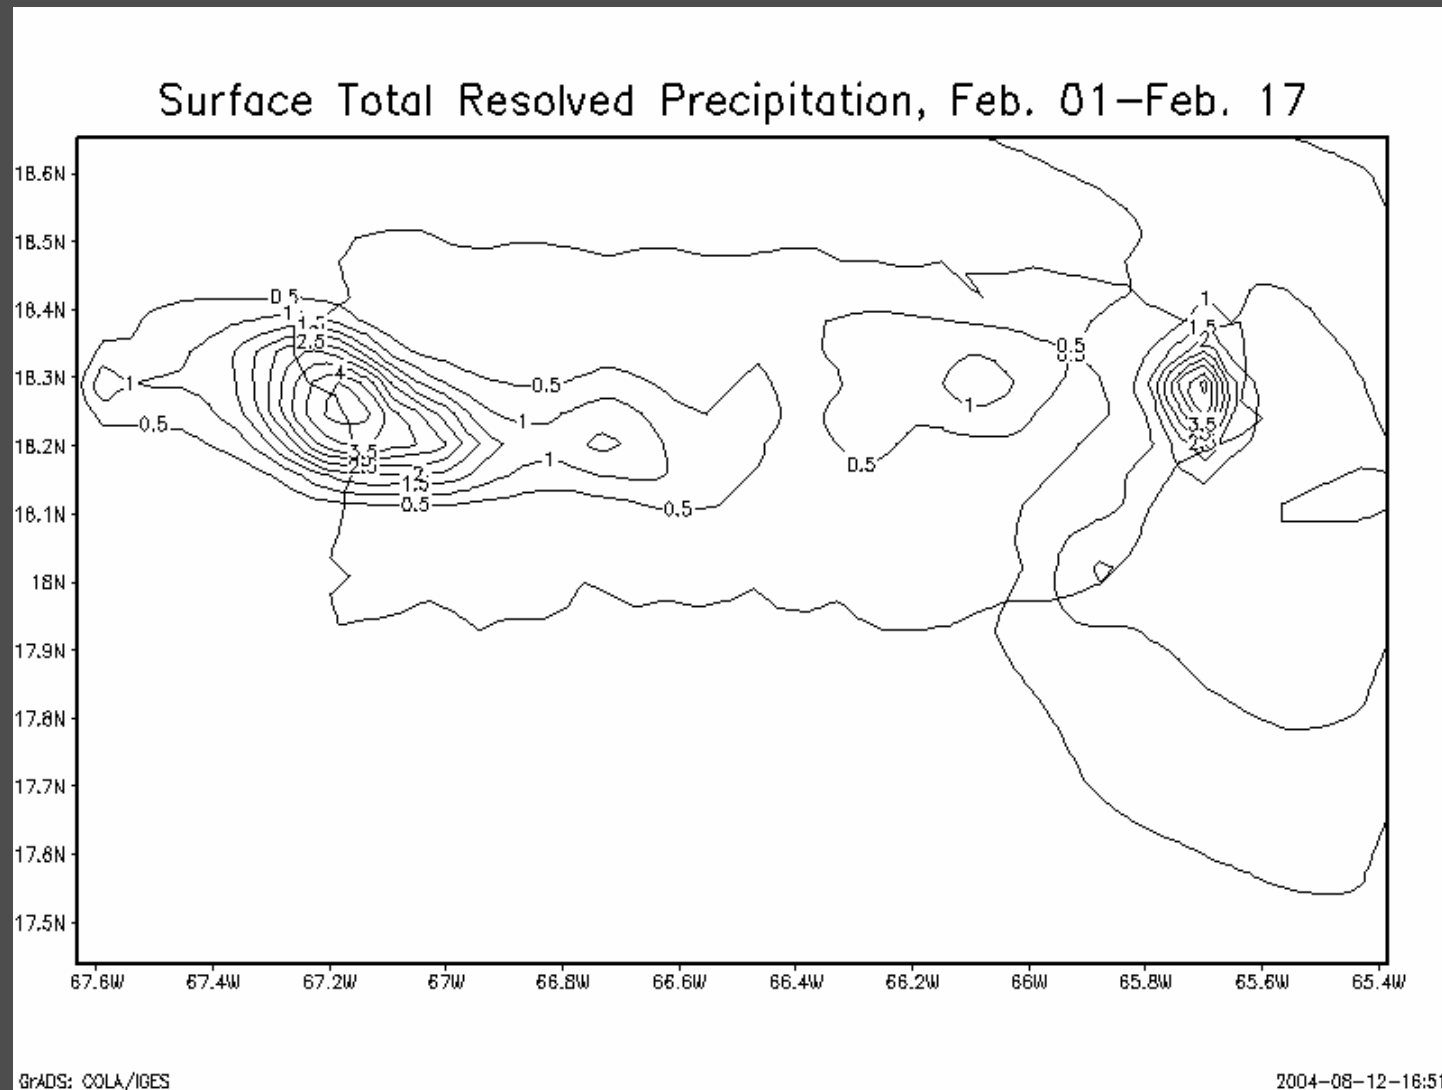 Surface Total Resolved Precipitation, Feb. 01–Feb. 17
18.6N
18.5N
18.4N
18.3N
18.2N
18.1N
18N
17.9N
17.8N
17.7N
17.6N
17.5N
0.5
1
2.5
4
1
0.5
3.5
2.5
2
1.5
0.5
0.5
1
1
0.5
0.5
1
0.5
1
1.5
2
3.5
2.5
67.6W 67.4W 67.2W 67W 66.8W 66.6W 66.4W 66.2W 66W 65.8W 65.6W 65.4W
GrADS: COLA/IGES 2004-08-12-16:51